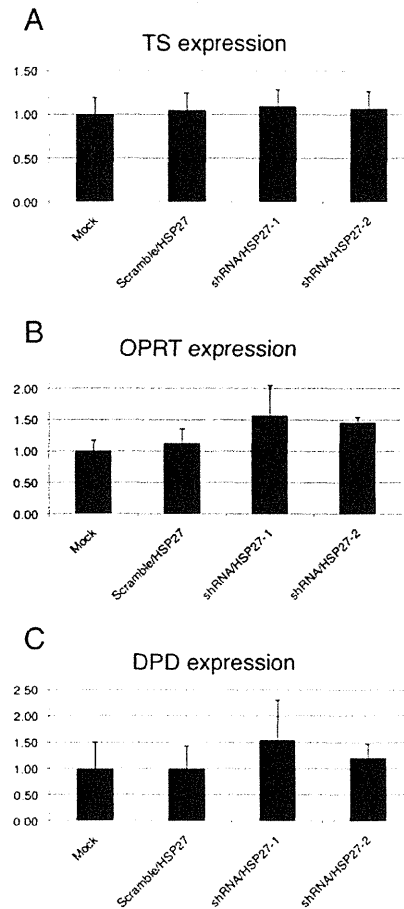 A
TS expression
1.50
1.00
0.50
0.00
Mock
Scramble/HSP27
shRNA/HSP27-1
shRNA/HSP27-2
B
OPRT expression
2.00
1.50
1.00
0.50
0.00
Mock
Scramble/HSP27
shRNA/HSP27-1
shRNA/HSP27-2
C
DPD expression
2.50
2.00
1.50
1.00
0.50
0.00
Mock
Scramble/HSP27
shRNA/HSP27-1
shRNA/HSP27-2